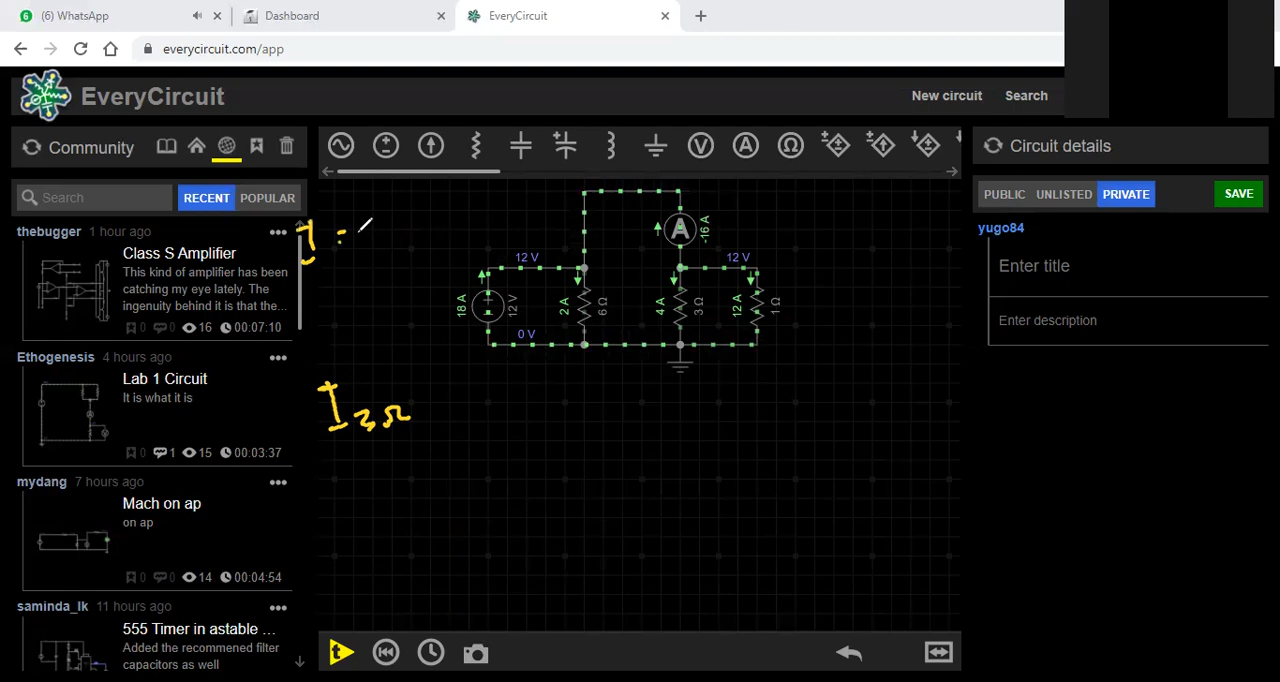 (6) WhatsApp
Dashboard
EveryCircuit
everycircuit.com/app
EveryCircuit
New circuit
Search
Community
Search
RECENT
POPULAR
thebugger 1 hour ago
Class S Amplifier
This kind of amplifier has been
catching my eye lately. The
ingenuity behind it is that the
0 0 16 00:07:10
Ethogenesis 4 hours ago
Lab 1 Circuit
It is what it is
0 1 15 00:03:37
mydang 7 hours ago
Mach on ap
on ap
0 0 14 00:04:54
saminda_lk 11 hours ago
555 Timer in astable ...
Added the recommened filter
capacitors as well
A
-16 A
12 V
12 V
18 A
12 V
2 A
6 Ω
4 A
3 Ω
12 A
1 Ω
0 V
Circuit details
PUBLIC
UNLISTED
PRIVATE
SAVE
yugo84
Enter title
Enter description